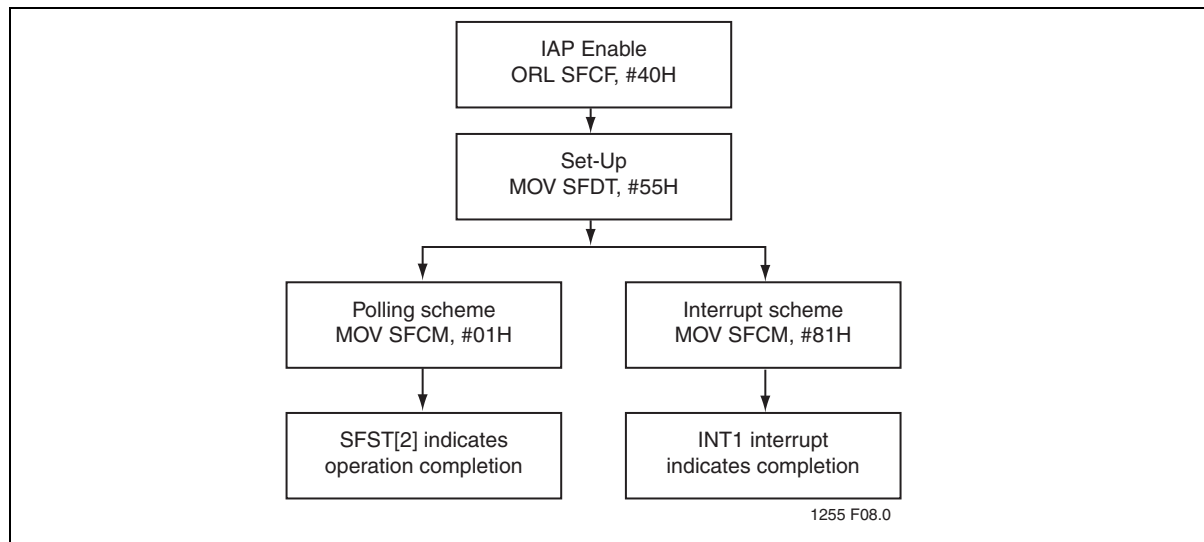 IAP Enable
ORL SFCF, #40H
Set-Up
MOV SFDT, #55H
Polling scheme
MOV SFCM, #01H
Interrupt scheme
MOV SFCM, #81H
SFST[2] indicates
operation completion
INT1 interrupt
indicates completion
1255 F08.0